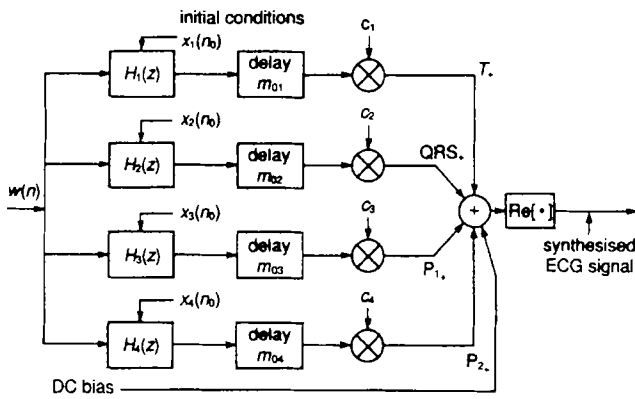 initial conditions
x₁(n₀)
c₁
H₁(z)
delay
m₀₁
T₊
x₂(n₀)
c₂
H₂(z)
delay
m₀₂
QRS₊
w(n)
x₃(n₀)
c₃
+
Re[•]
H₃(z)
delay
m₀₃
P₁₊
synthesised
ECG signal
x₄(n₀)
c₄
H₄(z)
delay
m₀₄
P₂₊
DC bias